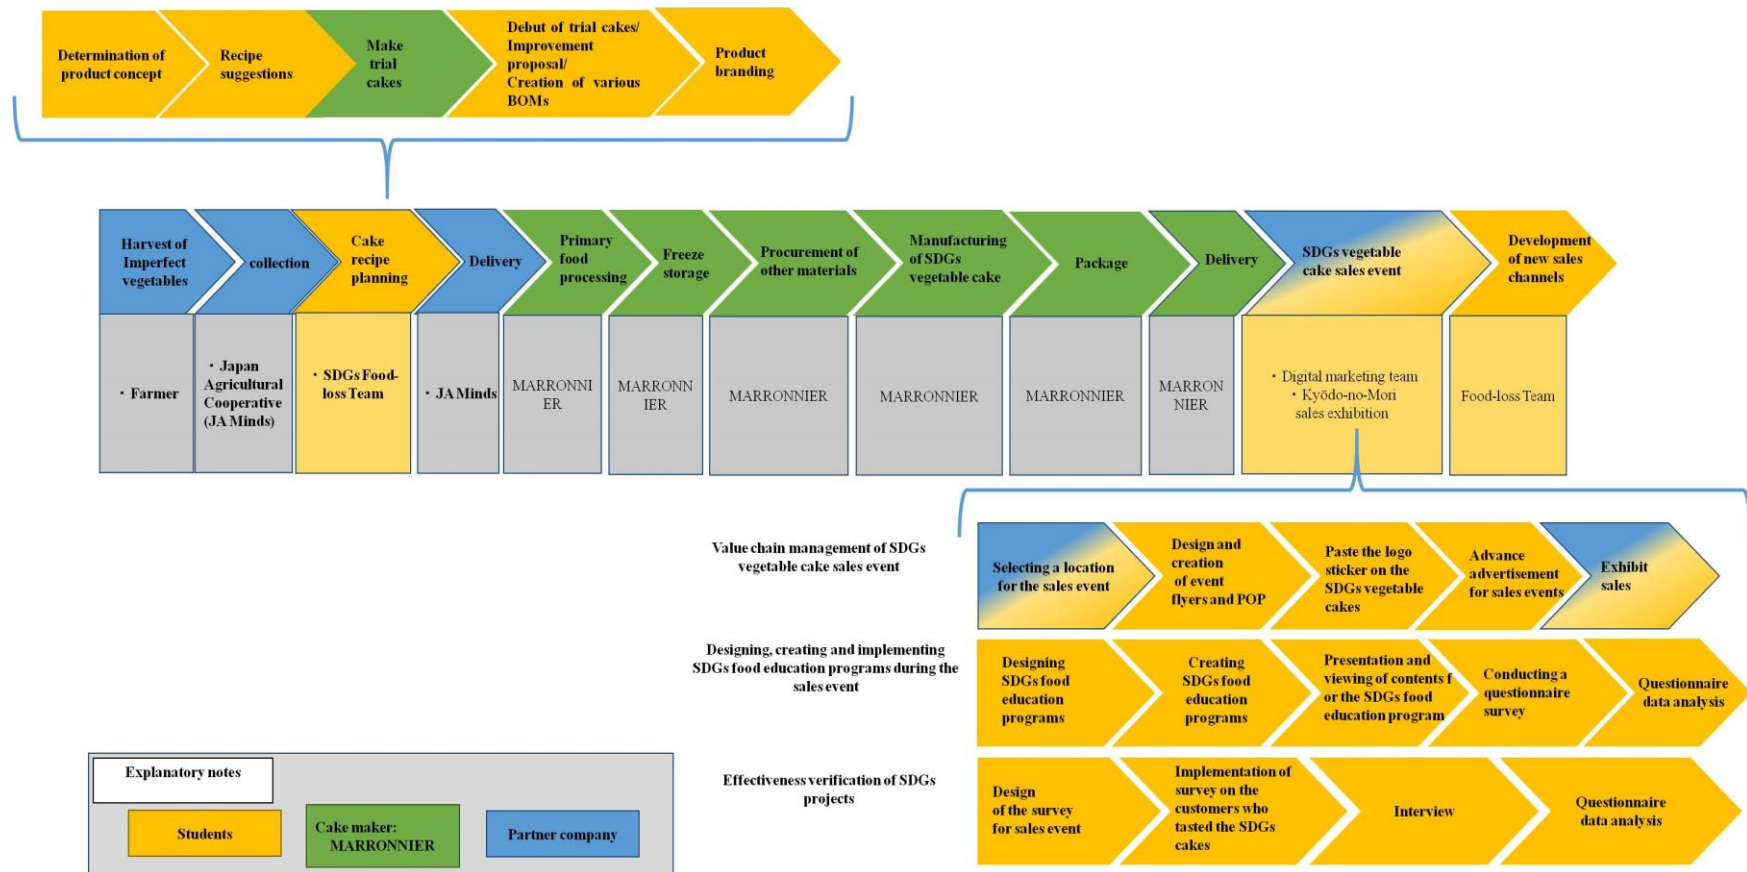 Determination of
product concept
Recipe
suggestions
Make
trial
cakes
Debut of trial cakes/
Improvement
proposal/
Creation of various
BOMs
Product
branding
Harvest of
Imperfect
vegetables
collection
Cake
recipe
planning
Delivery
Primary
food
processing
Freeze
storage
Procurement of
other materials
Manufacturing
of SDGs
vegetable cake
Package
Delivery
SDGs vegetable
cake sales event
Development
of new sales
channels
・Farmer
・Japan
Agricultural
Cooperative
(JA Minds)
・SDGs Food-
loss Team
・JA Minds
MARRONNI
ER
MARRONN
IER
MARRONNIER
MARRONNIER
MARRONNIER
MARRON
NIER
・Digital marketing team
・Kyōdo-no-Mori
sales exhibition
Food-loss Team
Value chain management of SDGs
vegetable cake sales event
Selecting a location
for the sales event
Design and
creation
of event
flyers and POP
Paste the logo
sticker on the
SDGs vegetable
cakes
Advance
advertisement
for sales events
Exhibit
sales
Designing, creating and implementing
SDGs food education programs during the
sales event
Designing
SDGs food
education
programs
Creating
SDGs food
education
programs
Presentation and
viewing of contents f
or the SDGs food
education program
Conducting a
questionnaire
survey
Questionnaire
data analysis
Effectiveness verification of SDGs
projects
Design
of the survey
for sales event
Implementation of
survey on the
customers who
tasted the SDGs
cakes
Interview
Questionnaire
data analysis
Explanatory notes
Students
Cake maker:
MARRONNIER
Partner company